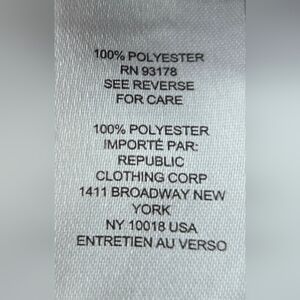 100% POLYESTER
RN 93178
SEE REVERSE
FOR CARE
100% POLYESTER
IMPORTÉ PAR:
REPUBLIC
CLOTHING CORP
1411 BROADWAY NEW
YORK
NY 10018 USA
ENTRETIEN AU VERSO